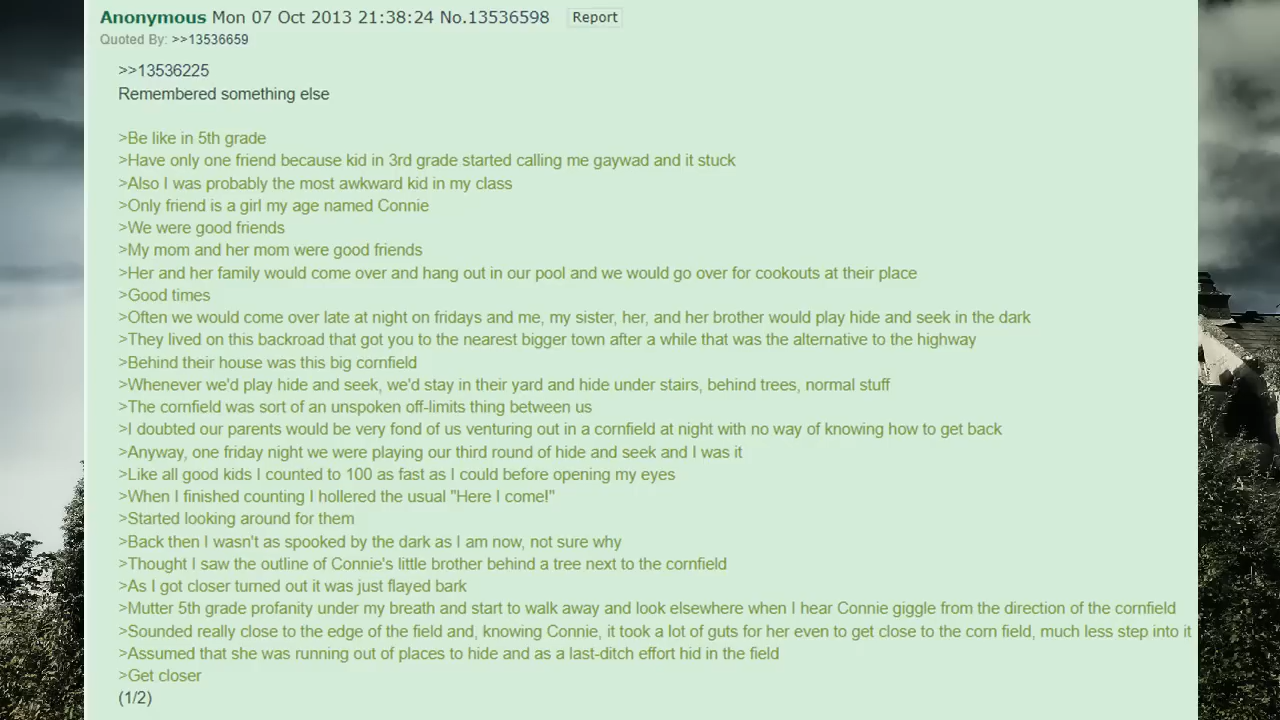 Anonymous Mon 07 Oct 2013 21:38:24 No.13536598 Report
Quoted By: >>13536659
>>13536225
Remembered something else
>Be like in 5th grade
>Have only one friend because kid in 3rd grade started calling me gaywad and it stuck
>Also I was probably the most awkward kid in my class
>Only friend is a girl my age named Connie
>We were good friends
>My mom and her mom were good friends
>Her and her family would come over and hang out in our pool and we would go over for cookouts at their place
>Good times
>Often we would come over late at night on fridays and me, my sister, her, and her brother would play hide and seek in the dark
>They lived on this backroad that got you to the nearest bigger town after a while that was the alternative to the highway
>Behind their house was this big cornfield
>Whenever we'd play hide and seek, we'd stay in their yard and hide under stairs, behind trees, normal stuff
>The cornfield was sort of an unspoken off-limits thing between us
>I doubted our parents would be very fond of us venturing out in a cornfield at night with no way of knowing how to get back
>Anyway, one friday night we were playing our third round of hide and seek and I was it
>Like all good kids I counted to 100 as fast as I could before opening my eyes
>When I finished counting I hollered the usual "Here I come!"
>Started looking around for them
>Back then I wasn't as spooked by the dark as I am now, not sure why
>Thought I saw the outline of Connie's little brother behind a tree next to the cornfield
>As I got closer turned out it was just flayed bark
>Mutter 5th grade profanity under my breath and start to walk away and look elsewhere when I hear Connie giggle from the direction of the cornfield
>Sounded really close to the edge of the field and, knowing Connie, it took a lot of guts for her even to get close to the corn field, much less step into it
>Assumed that she was running out of places to hide and as a last-ditch effort hid in the field
>Get closer
(1/2)